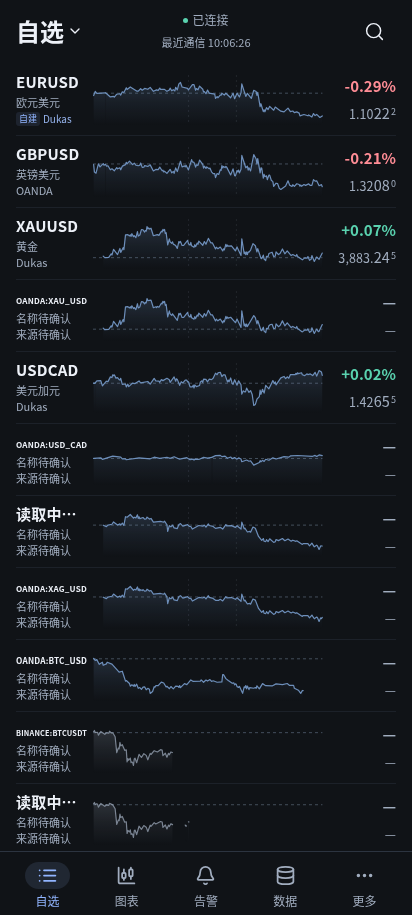 自选
已连接
最近通信 10:06:26
EURUSD
欧元美元
自建 Dukas
-0.29%
1.1022²
GBPUSD
英镑美元
OANDA
-0.21%
1.3208⁰
XAUUSD
黄金
Dukas
+0.07%
3,883.24⁵
OANDA:XAU_USD
名称待确认
来源待确认
—
—
USDCAD
美元加元
Dukas
+0.02%
1.4265⁵
OANDA:USD_CAD
名称待确认
来源待确认
—
—
读取中…
名称待确认
来源待确认
—
—
OANDA:XAG_USD
名称待确认
来源待确认
—
—
OANDA:BTC_USD
名称待确认
来源待确认
—
—
BINANCE:BTCUSDT
名称待确认
来源待确认
—
—
读取中…
名称待确认
来源待确认
—
—
自选
图表
告警
数据
更多